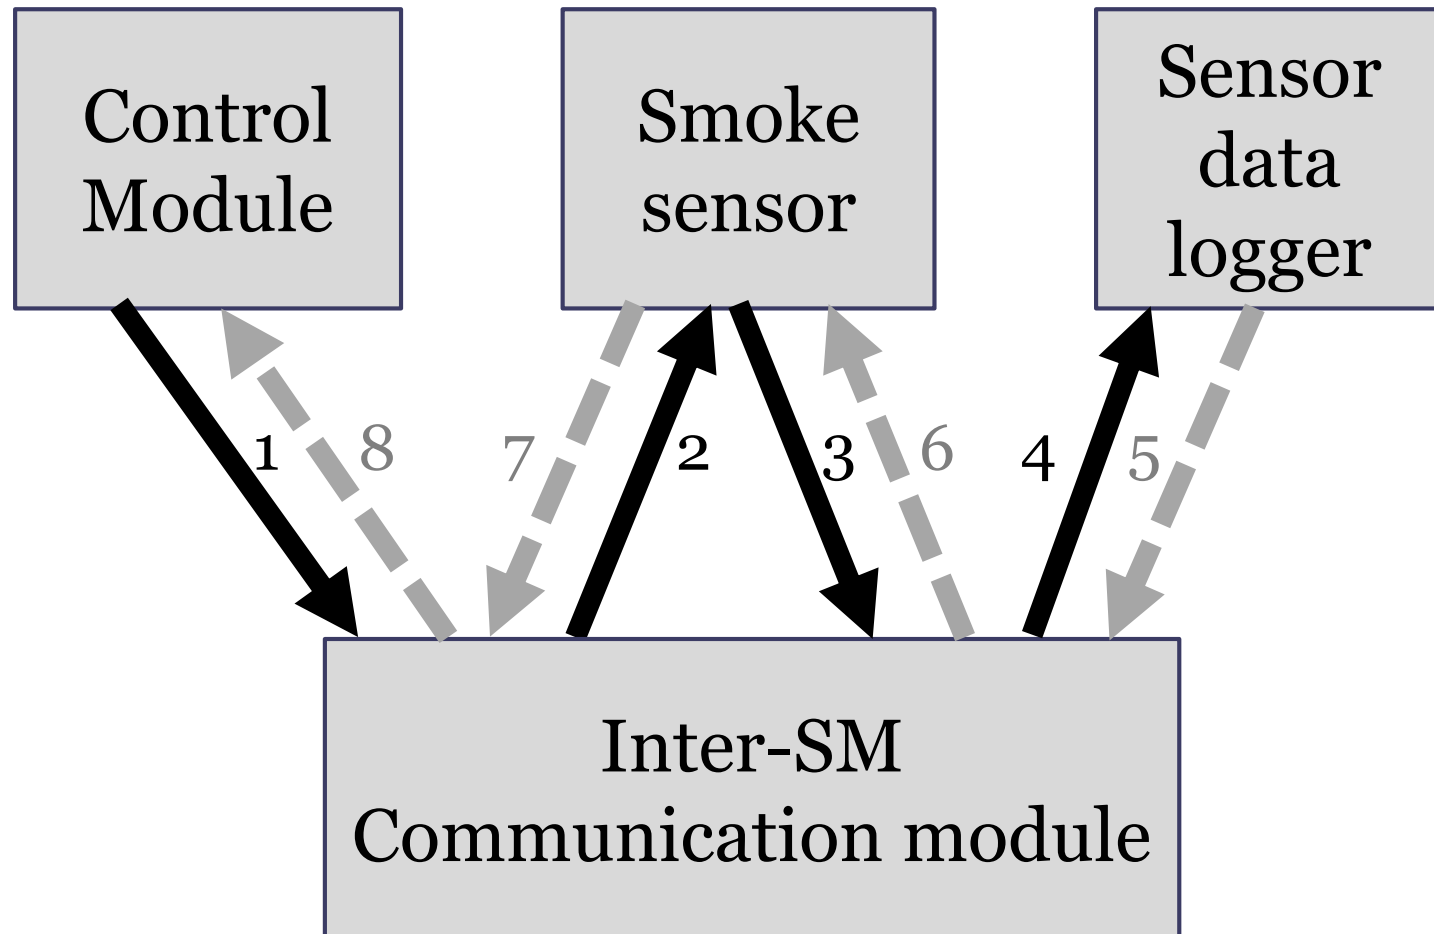 Control
Module
Smoke
sensor
Sensor
data
logger
1
8
7
2
3
6
4
5
Inter-SM
Communication module